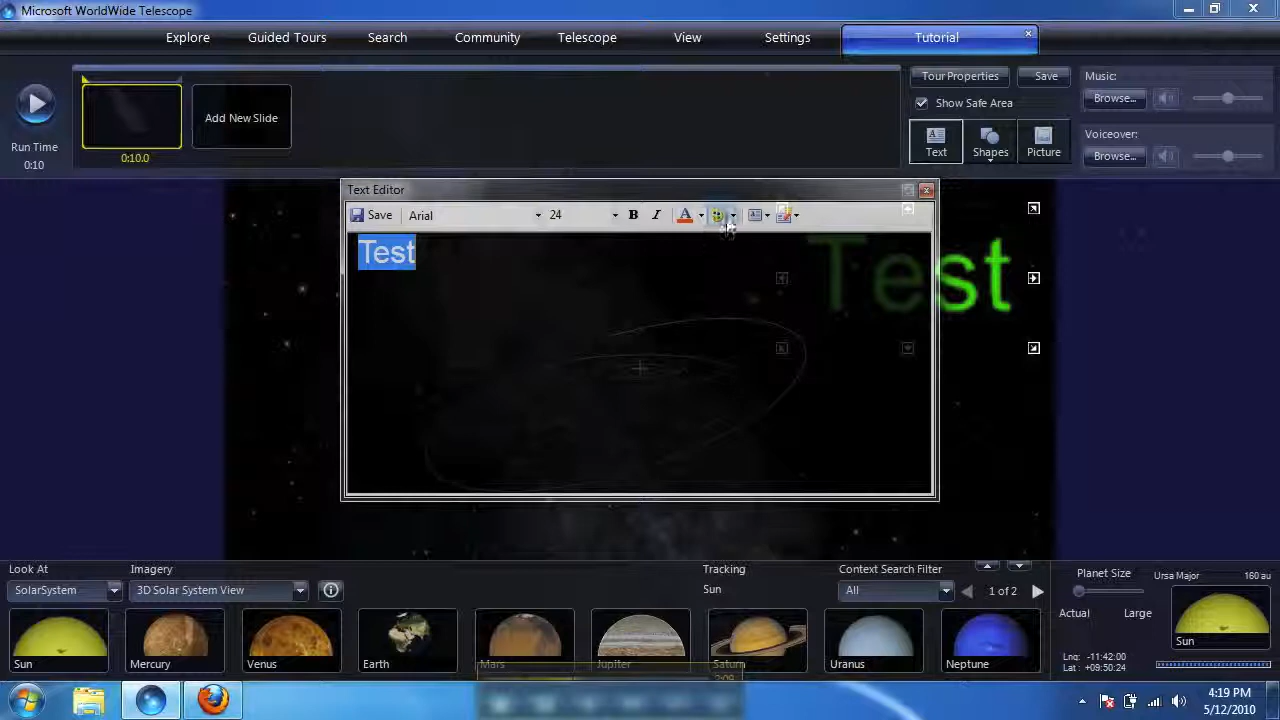 Microsoft WorldWide Telescope
Explore
Guided Tours
Search
Community
Telescope
View
Settings
Tutorial
Run Time
0:10
0:10.0
Add New Slide
Tour Properties
Save
Show Safe Area
Text
Shapes
Picture
Music:
Browse...
Voiceover:
Browse...
Text Editor
Save
Arial
24
B
I
A
Test
Test
Look At
SolarSystem
Imagery
3D Solar System View
Tracking
Sun
Context Search Filter
All
1 of 2
Planet Size
Actual
Large
Ursa Major
160 au
Sun
Lnq: -11:42:00
Lat : +09:50:24
Sun
Mercury
Venus
Earth
Mars
Jupiter
Saturn
Uranus
Neptune
2:09
4:19 PM
5/12/2010